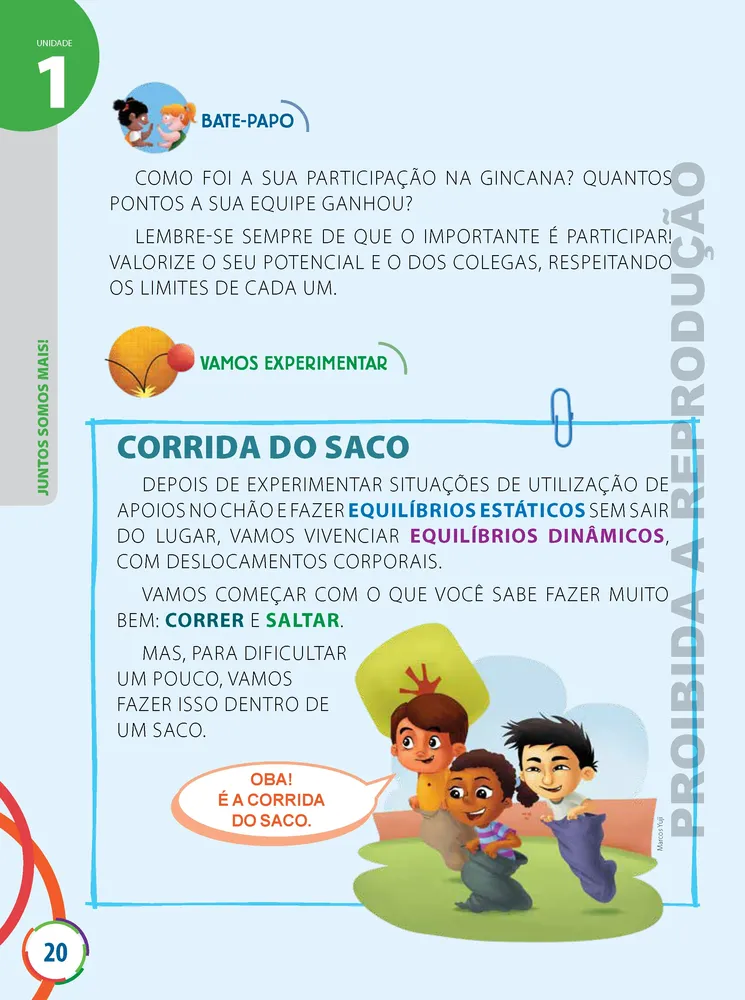 UNIDADE
1
BATE-PAPO
COMO FOI A SUA PARTICIPAÇÃO NA GINCANA? QUANTOS
PONTOS A SUA EQUIPE GANHOU?
LEMBRE-SE SEMPRE DE QUE O IMPORTANTE É PARTICIPAR!
VALORIZE O SEU POTENCIAL E O DOS COLEGAS, RESPEITANDO
OS LIMITES DE CADA UM.
JUNTOS SOMOS MAIS!
VAMOS EXPERIMENTAR
CORRIDA DO SACO
DEPOIS DE EXPERIMENTAR SITUAÇÕES DE UTILIZAÇÃO DE
APOIOS NO CHÃO E FAZER EQUILÍBRIOS ESTÁTICOS SEM SAIR
DO LUGAR, VAMOS VIVENCIAR EQUILÍBRIOS DINÂMICOS,
COM DESLOCAMENTOS CORPORAIS.
VAMOS COMEÇAR COM O QUE VOCÊ SABE FAZER MUITO
BEM: CORRER E SALTAR.
MAS, PARA DIFICULTAR
UM POUCO, VAMOS
FAZER ISSO DENTRO DE
UM SACO.
OBA!
É A CORRIDA
DO SACO.
Marcos Yuji
PROIBIDA A REPRODUÇÃO
20